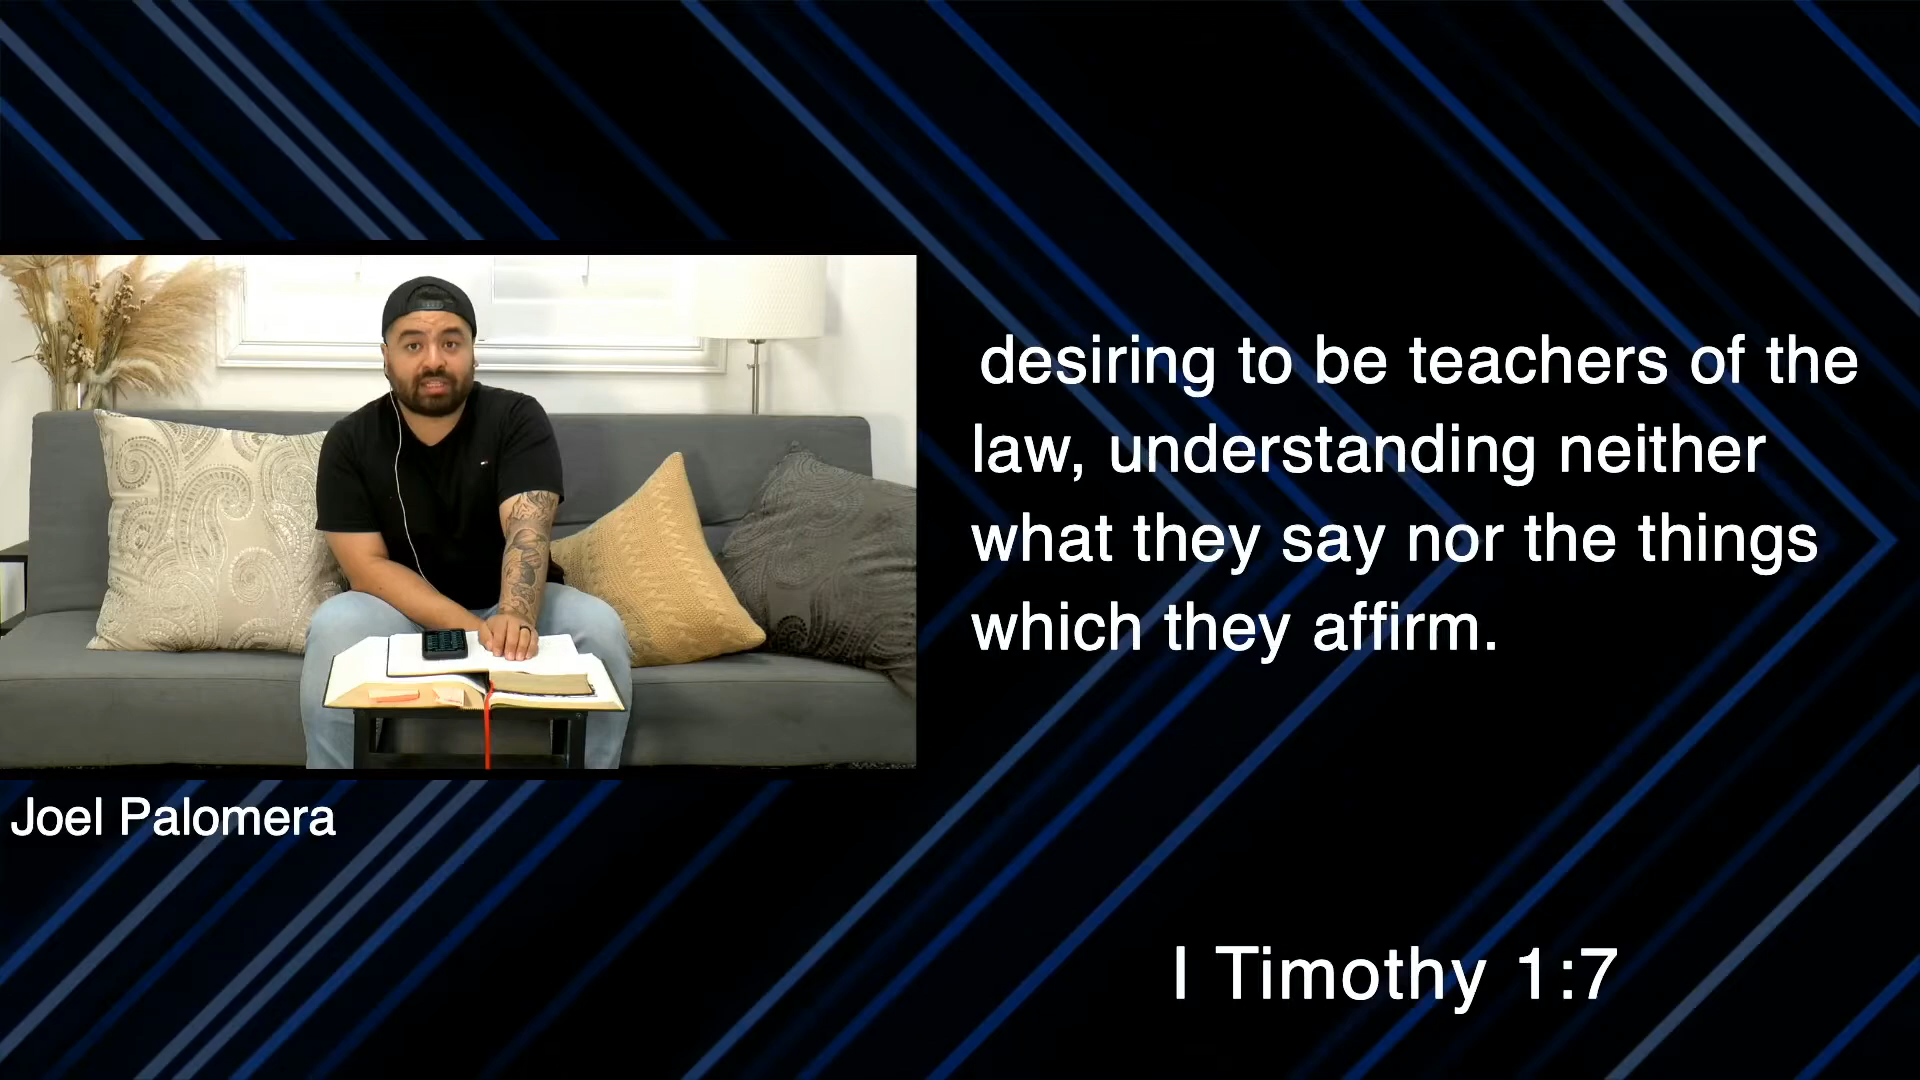 desiring to be teachers of the
law, understanding neither
what they say nor the things
which they affirm.
Joel Palomera
I Timothy 1:7